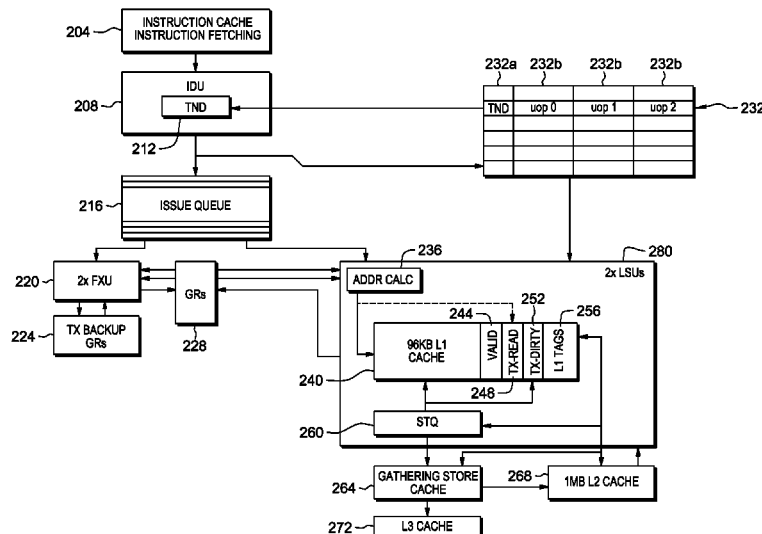 204
INSTRUCTION CACHE
INSTRUCTION FETCHING
232a 232b 232b 232b
208
IDU
TND
212
TND uop 0 uop 1 uop 2
232
216
ISSUE QUEUE
236
280
220
2x FXU
GRs
228
ADDR CALC
2x LSUs
224
TX BACKUP
GRs
244
252
256
240
96KB L1
CACHE
VALID
TX-READ
TX-DIRTY
L1 TAGS
248
260
STQ
264
GATHERING STORE
CACHE
268
1MB L2 CACHE
272
L3 CACHE